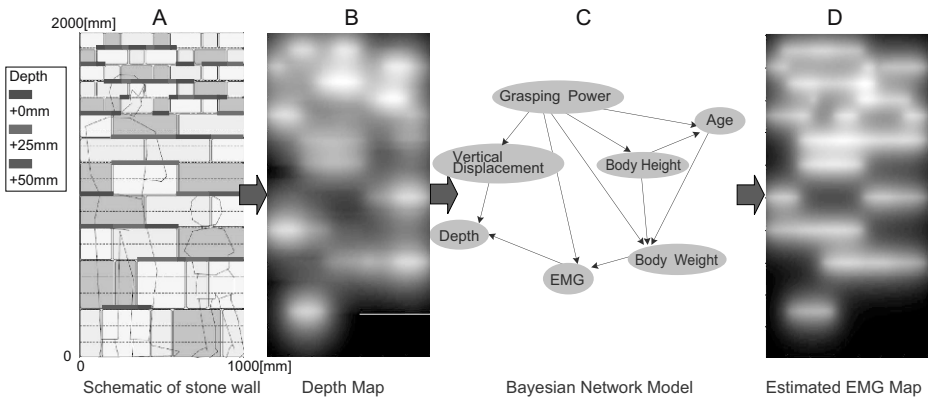 A
B
C
D
2000[mm]
Depth
+0mm
+25mm
+50mm
0
0
1000[mm]
Grasping Power
Age
Vertical
Displacement
Body Height
Depth
Body Weight
EMG
Schematic of stone wall
Depth Map
Bayesian Network Model
Estimated EMG Map